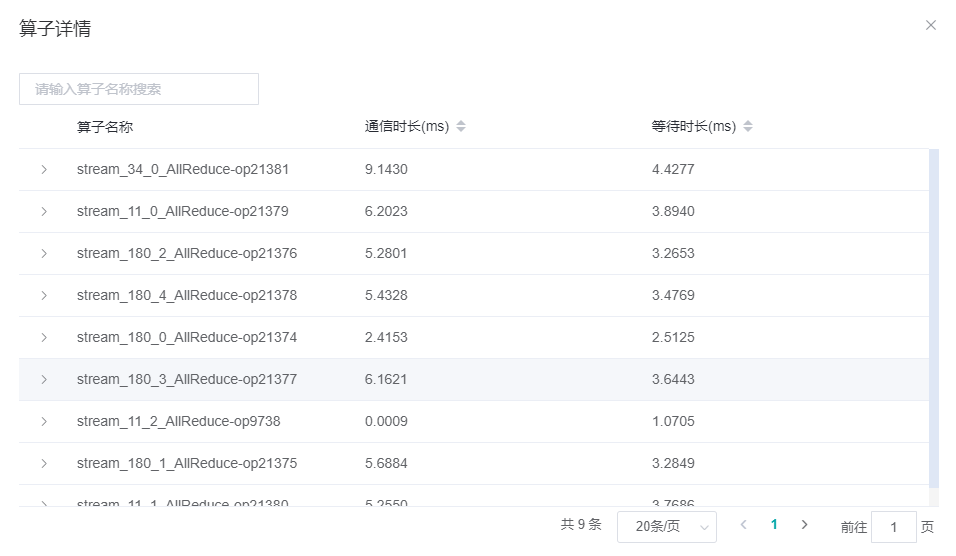 算子详情
请输入算子名称搜索
算子名称 通信时长(ms) 等待时长(ms)
stream_34_0_AllReduce-op21381 9.1430 4.4277
stream_11_0_AllReduce-op21379 6.2023 3.8940
stream_180_2_AllReduce-op21376 5.2801 3.2653
stream_180_4_AllReduce-op21378 5.4328 3.4769
stream_180_0_AllReduce-op21374 2.4153 2.5125
stream_180_3_AllReduce-op21377 6.1621 3.6443
stream_11_2_AllReduce-op9738 0.0009 1.0705
stream_180_1_AllReduce-op21375 5.6884 3.2849
stream_11_1_AllReduce-op21380 5.2550 3.7686
共 9 条 20条/页 1 前往 1 页